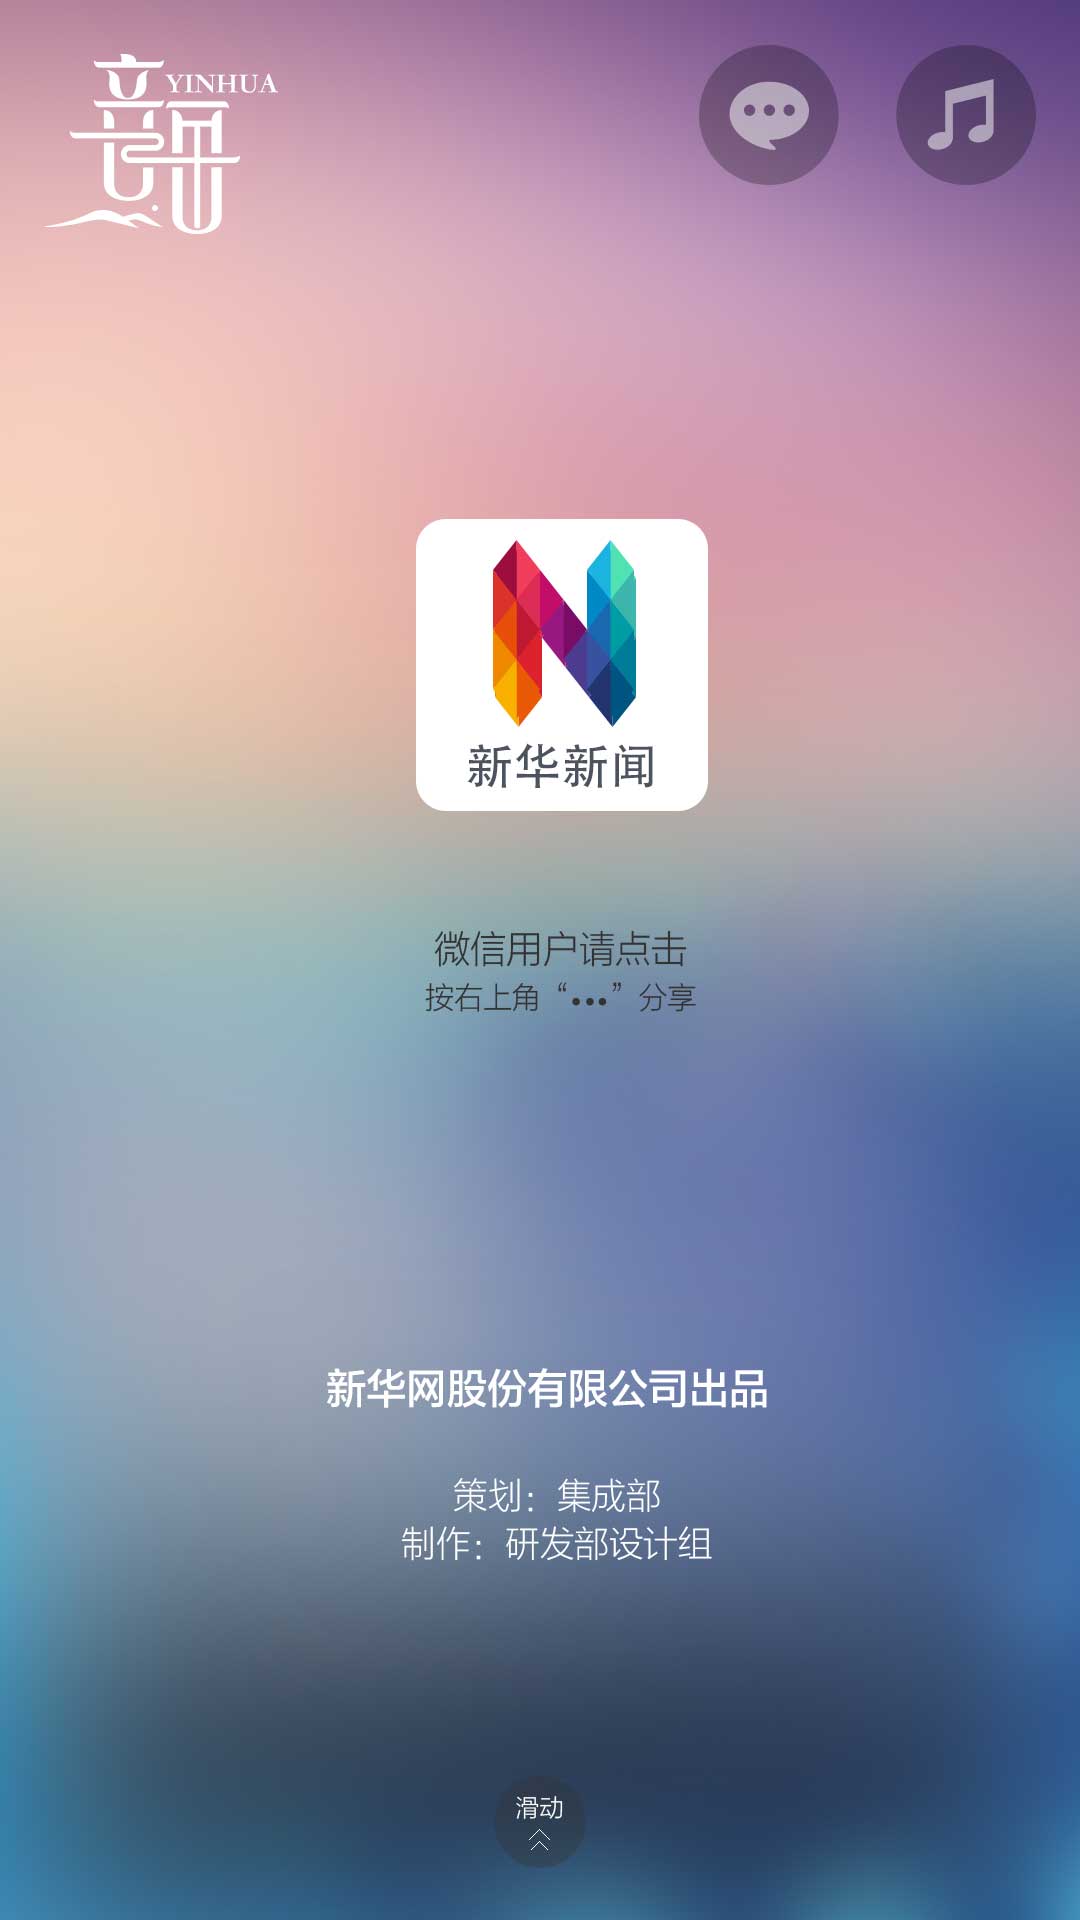 YINHUA
新华新闻
微信用户请点击
按右上角“•••”分享
新华网股份有限公司出品
策划：集成部
制作：研发部设计组
滑动